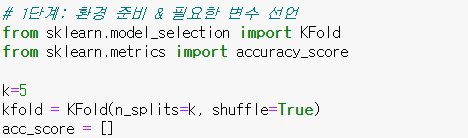 # 1단계: 환경 준비 & 필요한 변수 선언
from sklearn.model_selection import KFold
from sklearn.metrics import accuracy_score
k=5
kfold = KFold(n_splits=k, shuffle=True)
acc_score = []